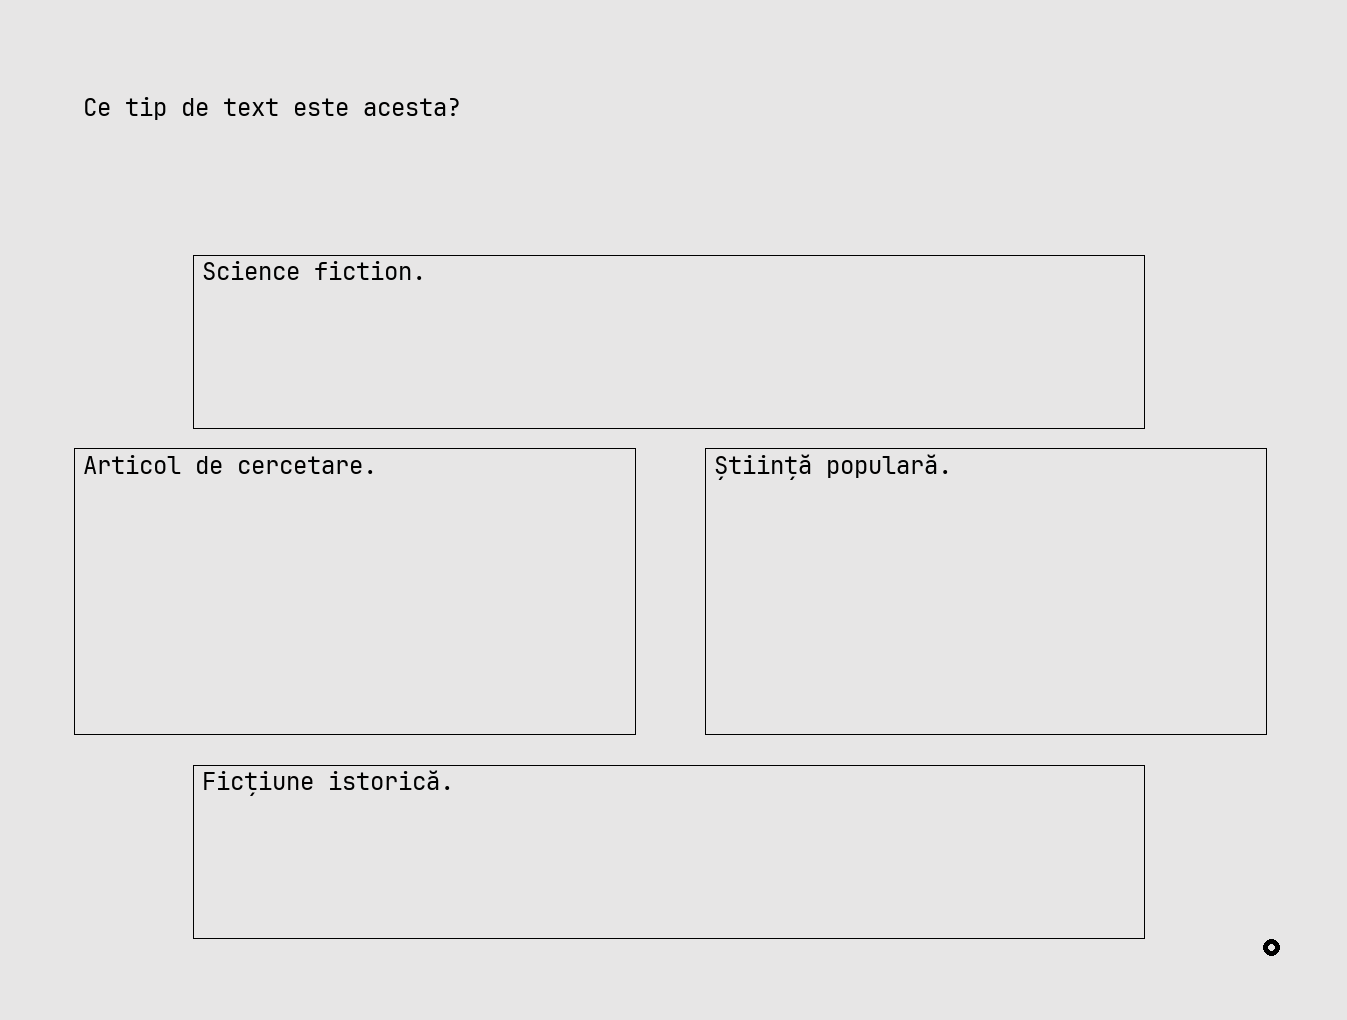 Ce tip de text este acesta?
Science fiction.
Articol de cercetare.
Știință populară.
Ficțiune istorică.